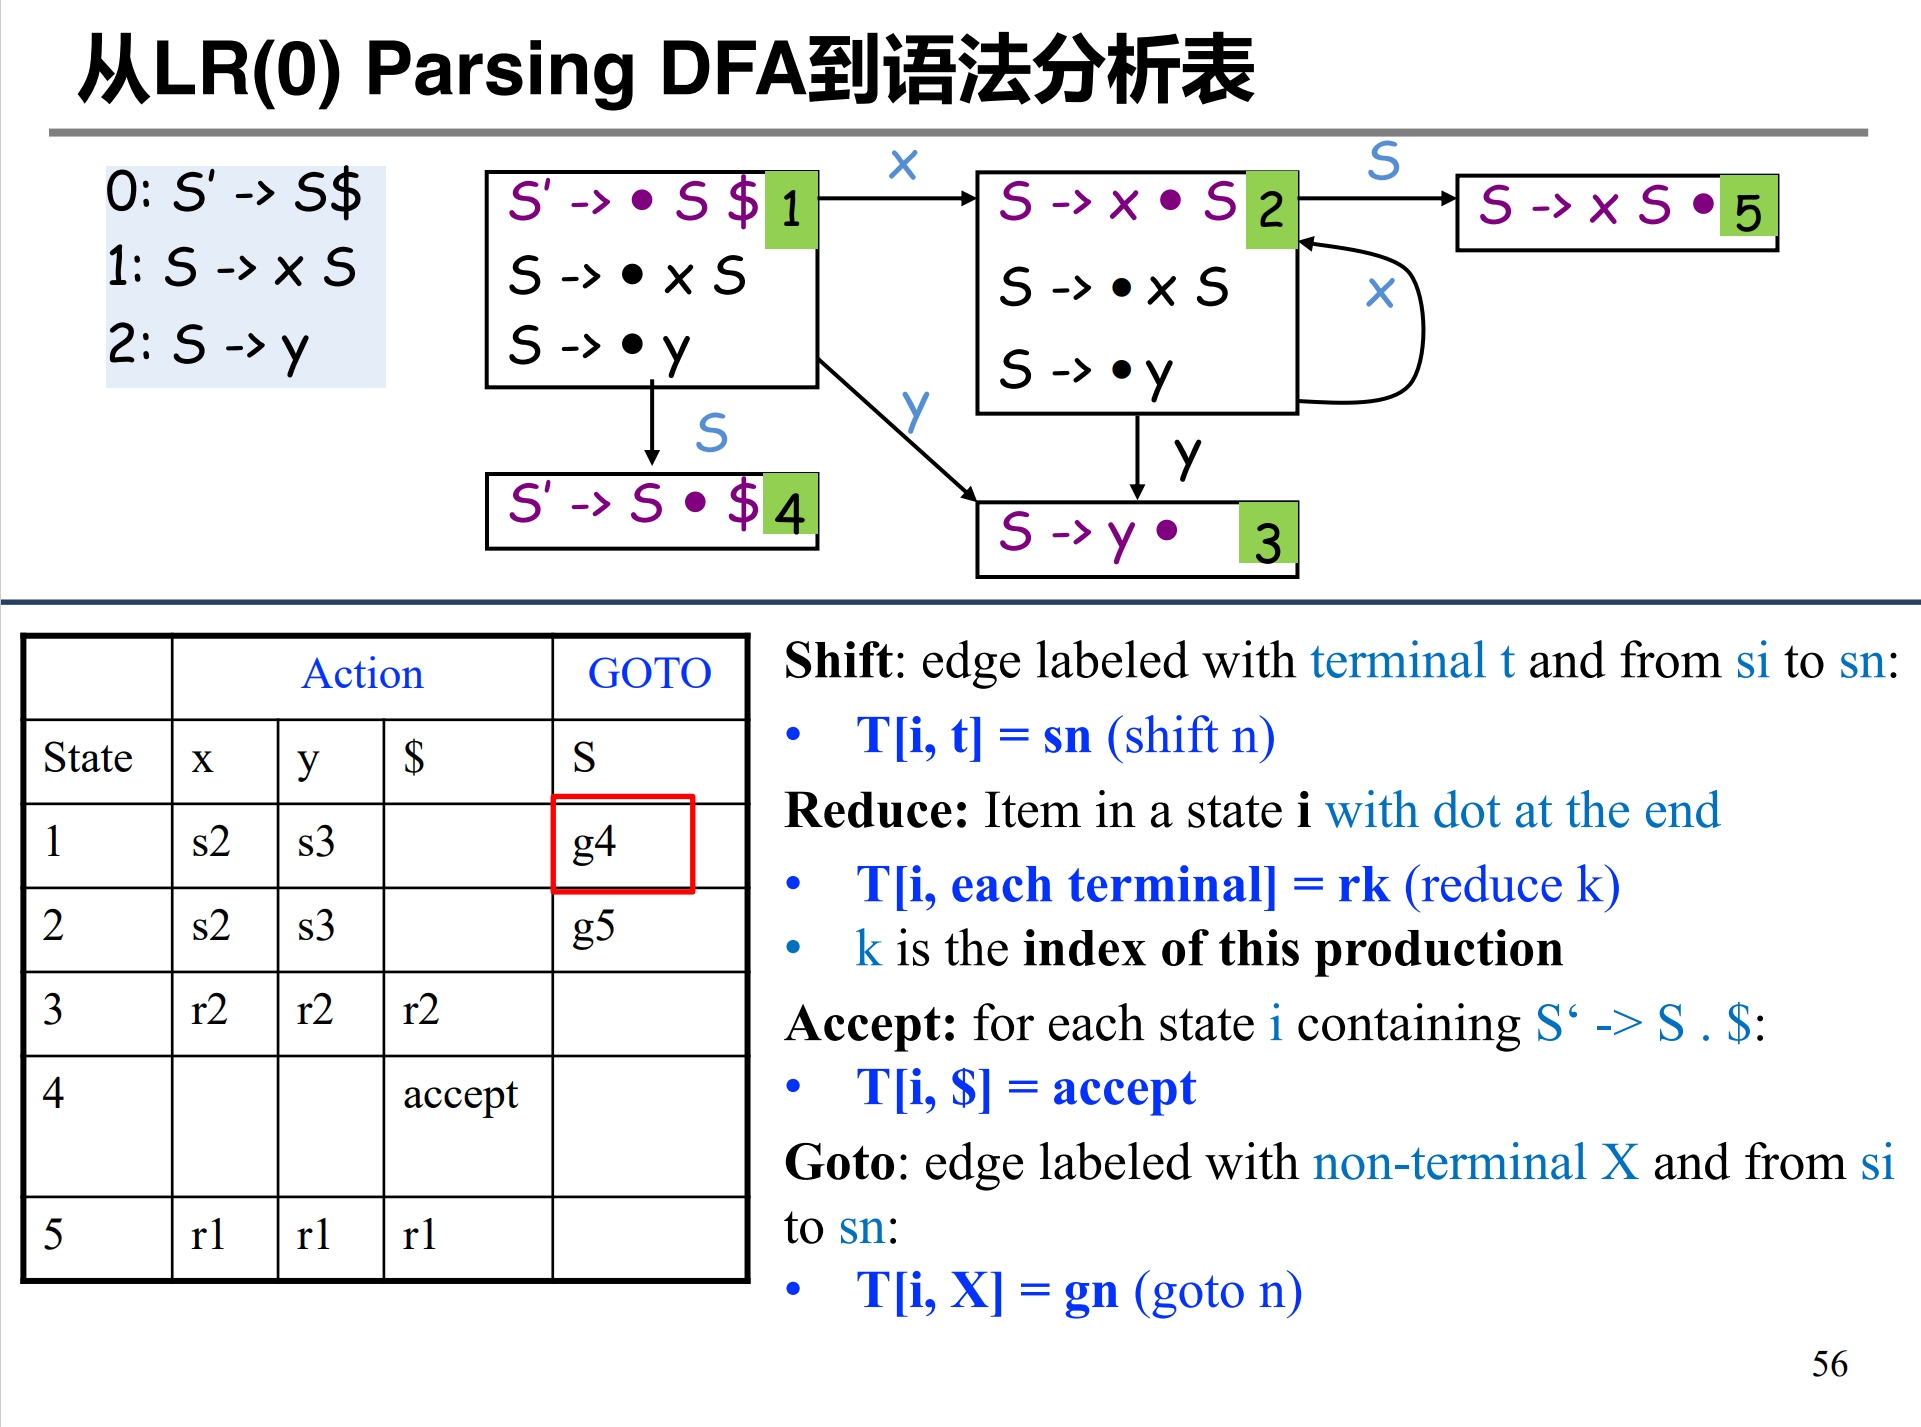 从LR(0) Parsing DFA到语法分析表
0: S' -> S$
1: S -> x S
2: S -> y
S' -> • S $ 1
S -> • x S
S -> • y
x
S -> x • S 2
S -> • x S
S -> • y
S
S -> x S • 5
x
S
y
y
S' -> S • $ 4
S -> y • 3
Action GOTO
State x y $ S
1 s2 s3 g4
2 s2 s3 g5
3 r2 r2 r2
4 accept
5 r1 r1 r1
Shift: edge labeled with terminal t and from si to sn:
• T[i, t] = sn (shift n)
Reduce: Item in a state i with dot at the end
• T[i, each terminal] = rk (reduce k)
• k is the index of this production
Accept: for each state i containing S‘ -> S . $:
• T[i, $] = accept
Goto: edge labeled with non-terminal X and from si
to sn:
• T[i, X] = gn (goto n)
56